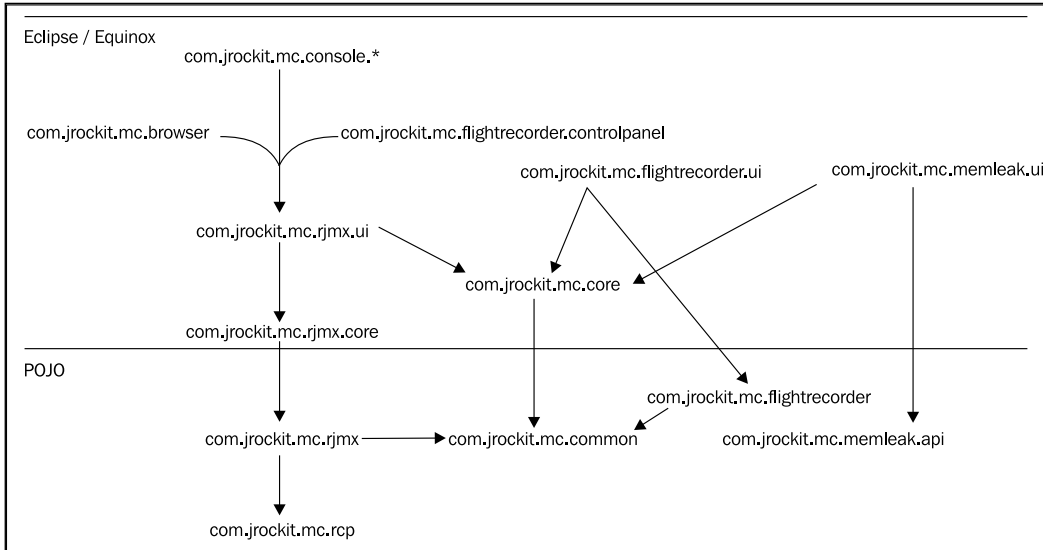 Eclipse / Equinox
com.jrockit.mc.console.*
com.jrockit.mc.browser
com.jrockit.mc.flightrecorder.controlpanel
com.jrockit.mc.flightrecorder.ui
com.jrockit.mc.memleak.ui
com.jrockit.mc.rjmx.ui
com.jrockit.mc.core
com.jrockit.mc.rjmx.core
POJO
com.jrockit.mc.flightrecorder
com.jrockit.mc.rjmx
com.jrockit.mc.common
com.jrockit.mc.memleak.api
com.jrockit.mc.rcp